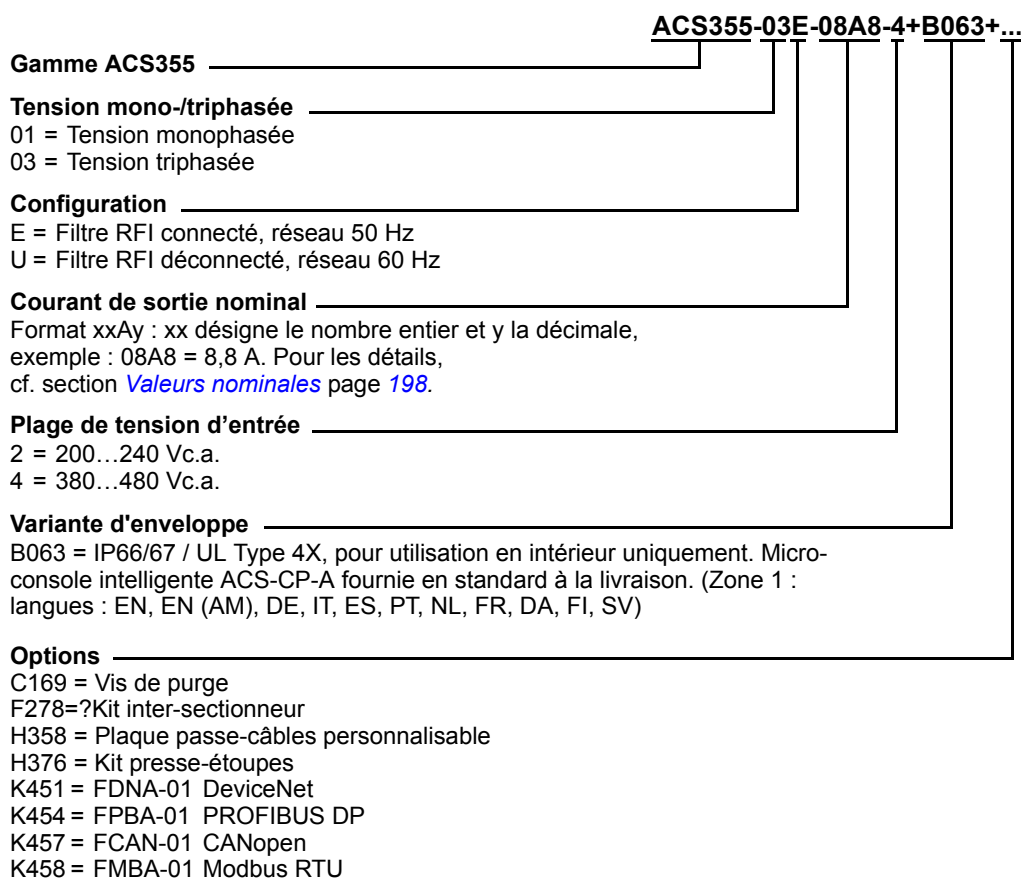 ACS355-03E-08A8-4+B063+...
Gamme ACS355
Tension mono-/triphasée
01 = Tension monophasée
03 = Tension triphasée
Configuration
E = Filtre RFI connecté, réseau 50 Hz
U = Filtre RFI déconnecté, réseau 60 Hz
Courant de sortie nominal
Format xxAy : xx désigne le nombre entier et y la décimale,
exemple : 08A8 = 8,8 A. Pour les détails,
cf. section Valeurs nominales page 198.
Plage de tension d’entrée
2 = 200…240 Vc.a.
4 = 380…480 Vc.a.
Variante d'enveloppe
B063 = IP66/67 / UL Type 4X, pour utilisation en intérieur uniquement. Micro-
console intelligente ACS-CP-A fournie en standard à la livraison. (Zone 1 :
langues : EN, EN (AM), DE, IT, ES, PT, NL, FR, DA, FI, SV)
Options
C169 = Vis de purge
F278=?Kit inter-sectionneur
H358 = Plaque passe-câbles personnalisable
H376 = Kit presse-étoupes
K451 = FDNA-01 DeviceNet
K454 = FPBA-01 PROFIBUS DP
K457 = FCAN-01 CANopen
K458 = FMBA-01 Modbus RTU